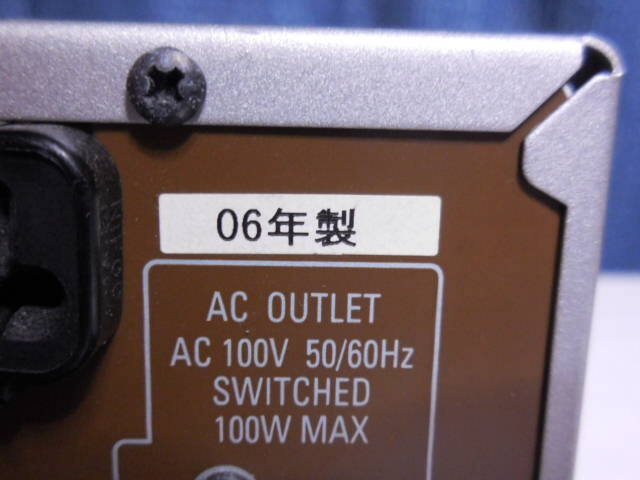 06年製
AC OUTLET
AC 100V 50/60Hz
SWITCHED
100W MAX